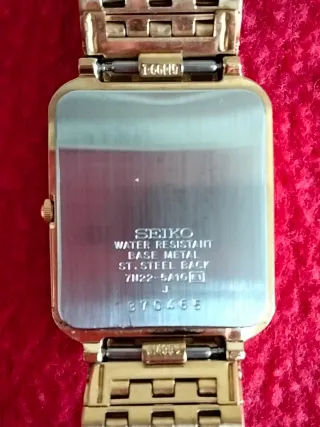 SEIKO
WATER RESISTANT
BASE METAL
ST.STEEL BACK
7N22-5A10
J
370465